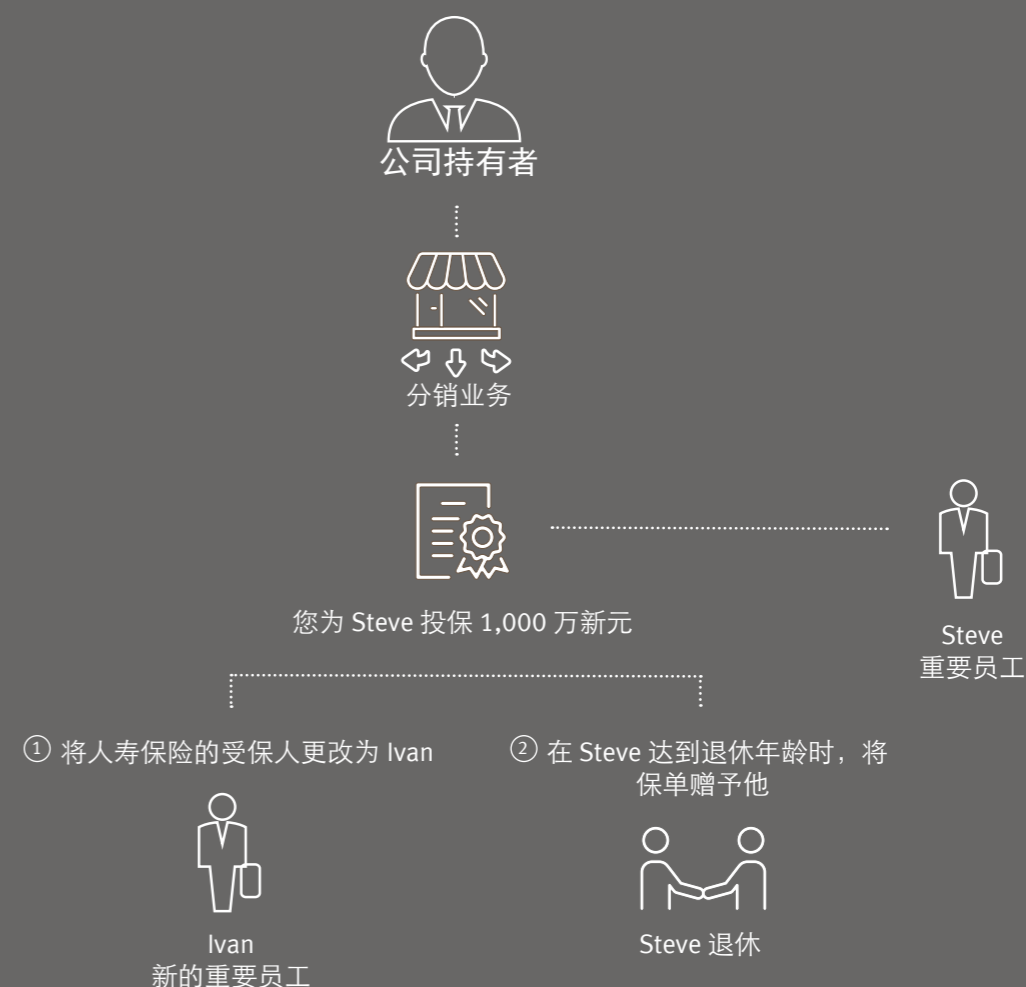 公司持有者
分销业务
您为 Steve 投保 1,000 万新元
Steve
重要员工
① 将人寿保险的受保人更改为 Ivan
② 在 Steve 达到退休年龄时，将
保单赠予他
Ivan
新的重要员工
Steve 退休